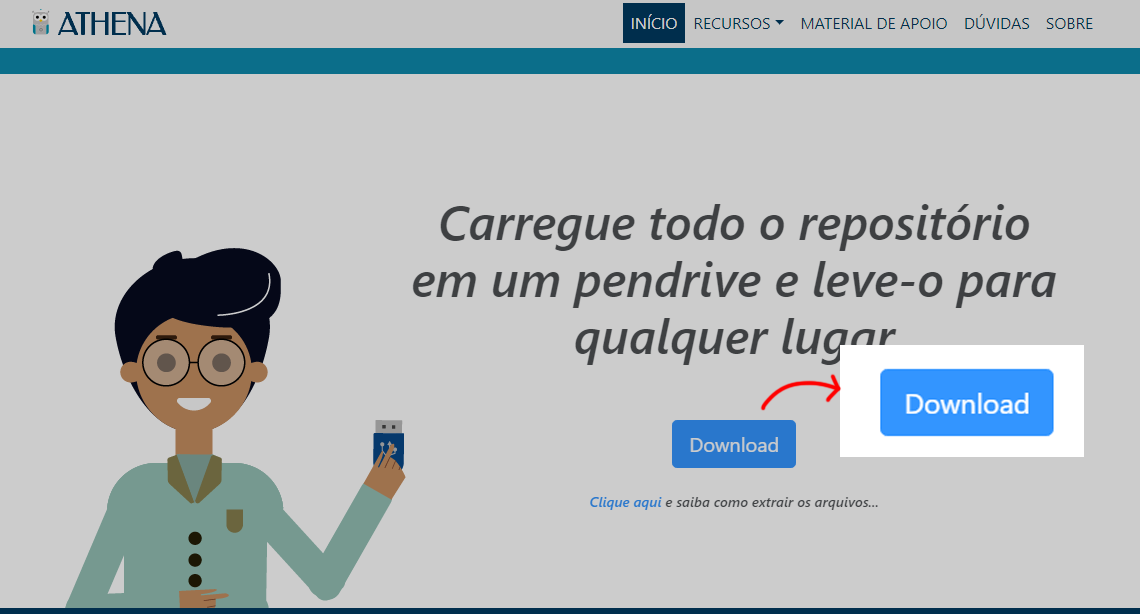 ATHENA
INÍCIO RECURSOS MATERIAL DE APOIO DÚVIDAS SOBRE
Carregue todo o repositório
em um pendrive e leve-o para
qualquer lugar
Download
Download
Clique aqui e saiba como extrair os arquivos...